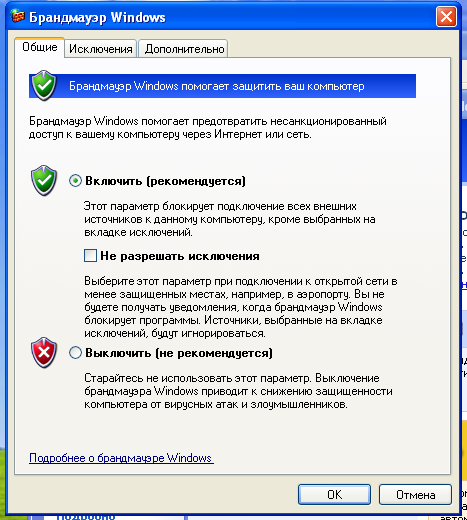 Брандмауэр Windows
Общие
Исключения
Дополнительно
Брандмауэр Windows помогает защитить ваш компьютер
Брандмауэр Windows помогает предотвратить несанкционированный
доступ к вашему компьютеру через Интернет или сеть.
Включить (рекомендуется)
Этот параметр блокирует подключение всех внешних
источников к данному компьютеру, кроме выбранных на
вкладке исключений.
Не разрешать исключения
Выберите этот параметр при подключении к открытой сети в
менее защищенных местах, например, в аэропорту. Вы не
будете получать уведомления, когда брандмауэр Windows
блокирует программы. Источники, выбранные на вкладке
исключений, будут игнорироваться.
Выключить (не рекомендуется)
Старайтесь не использовать этот параметр. Выключение
брандмауэра Windows приводит к снижению защищенности
компьютера от вирусных атак и злоумышленников.
Подробнее о брандмауэре Windows
OK
Отмена